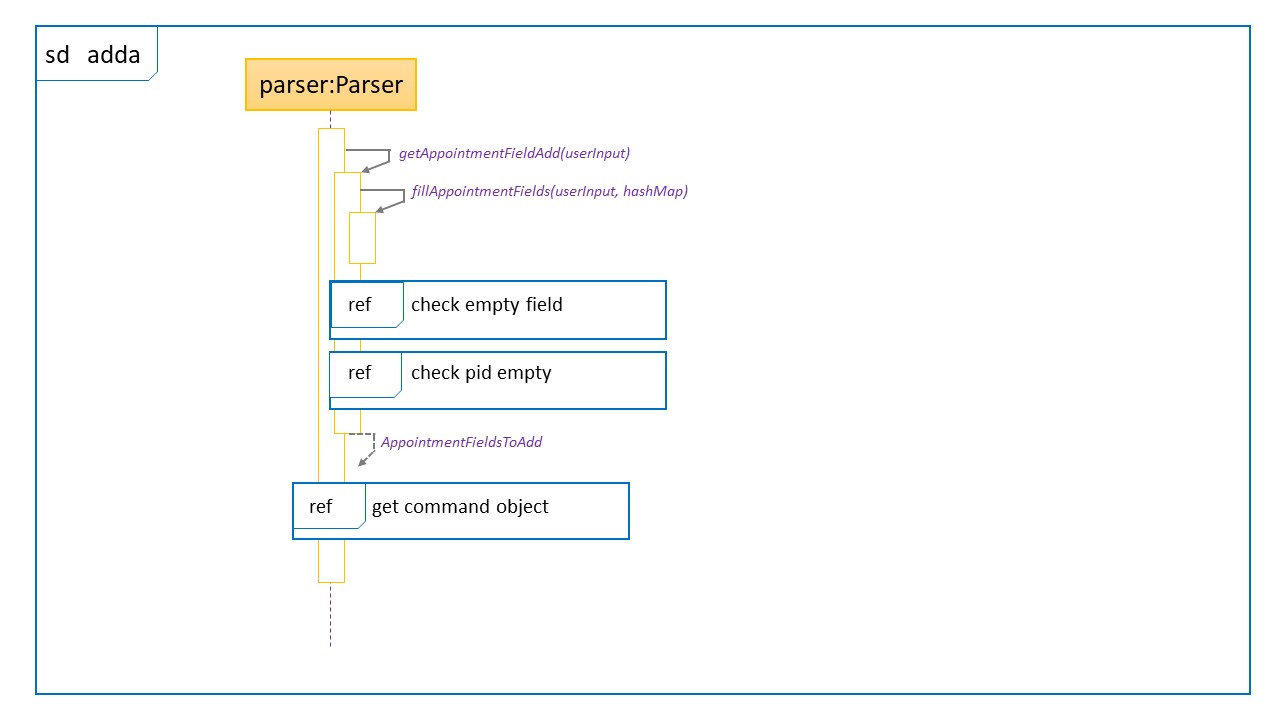 sd adda
parser:Parser
getAppointmentFieldAdd(userInput)
fillAppointmentFields(userInput, hashMap)
ref check empty field
ref check pid empty
AppointmentFieldsToAdd
ref get command object